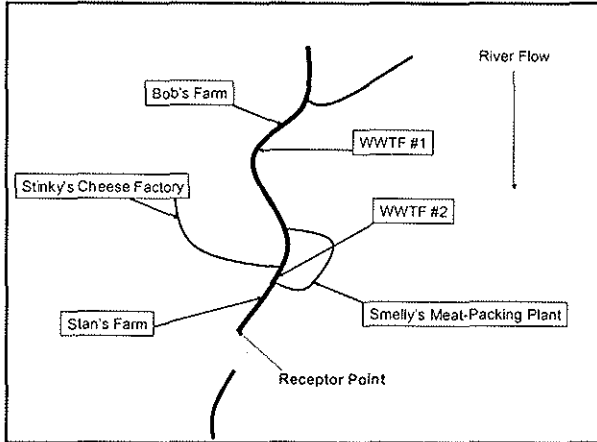 River Flow
Bob's Farm
WWTF #1
Stinky's Cheese Factory
WWTF #2
Smelly's Meat-Packing Plant
Stan's Farm
Receptor Point